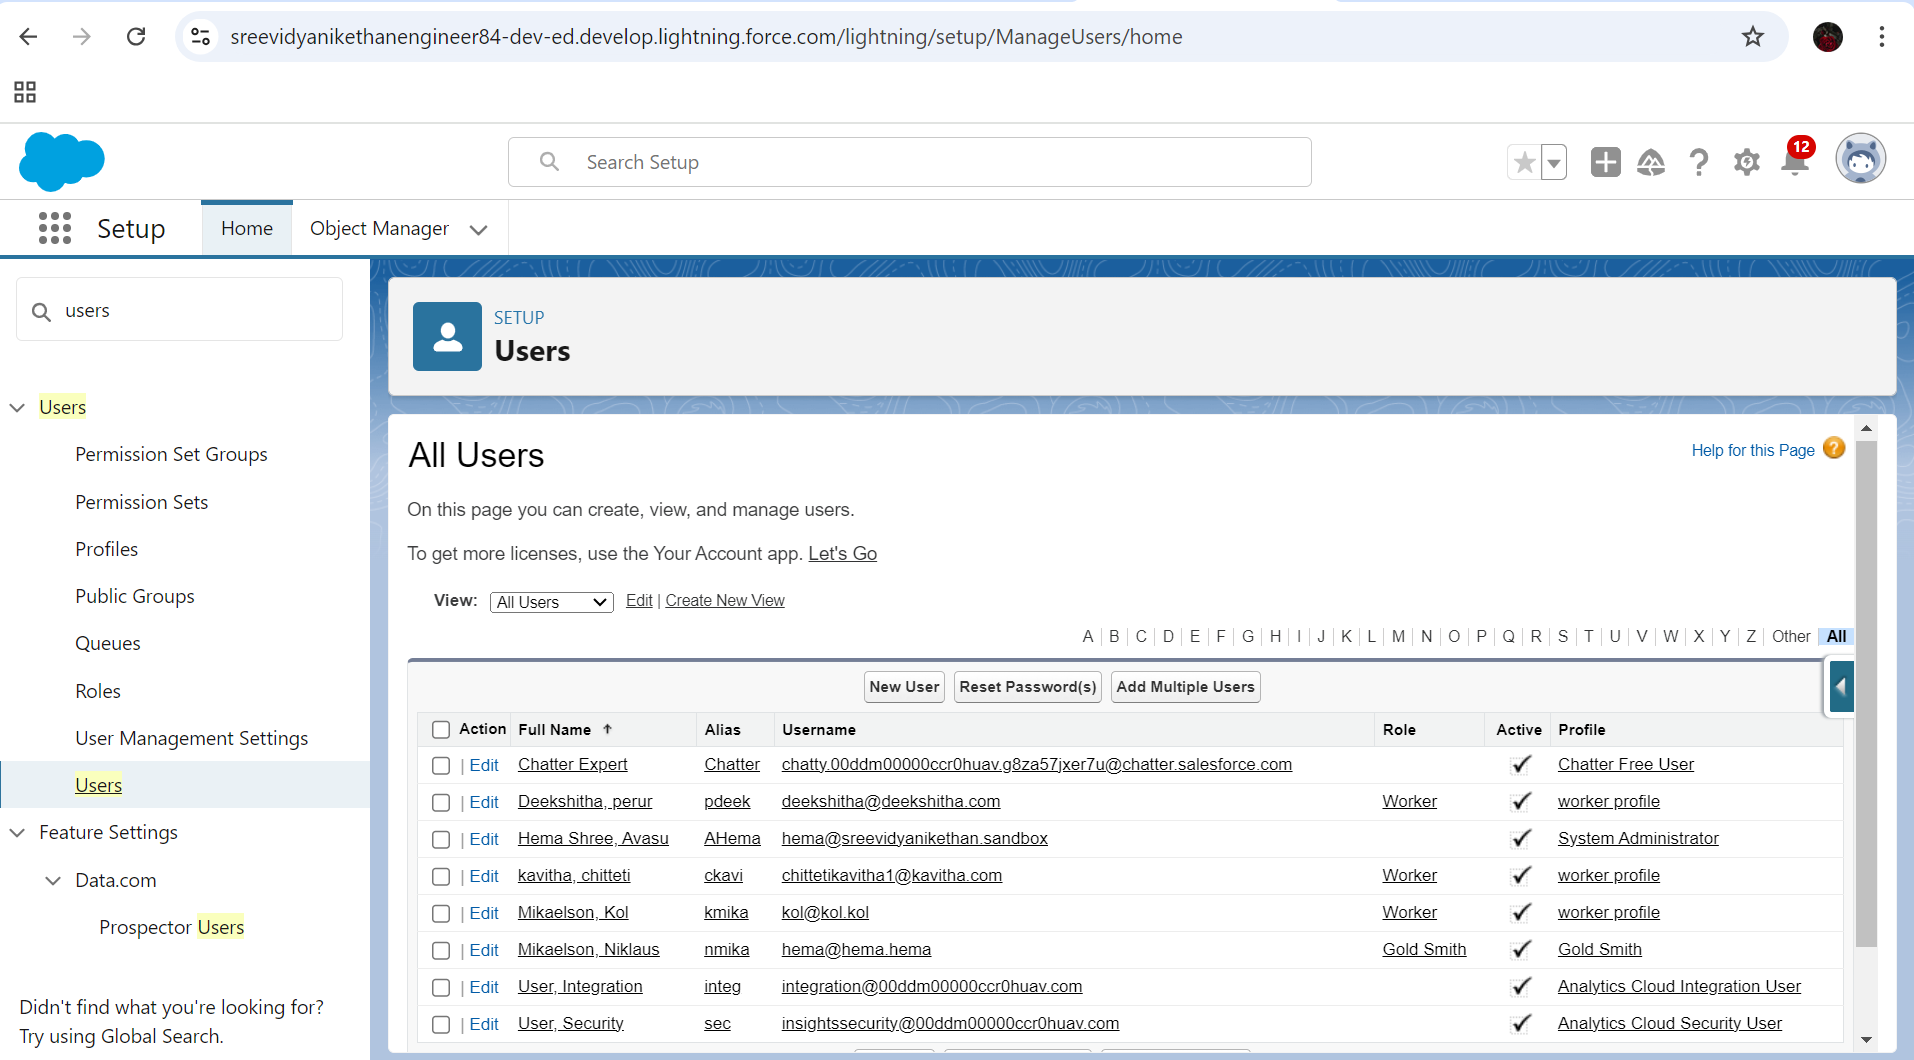 sreevidyanikethanengineer84-dev-ed.develop.lightning.force.com/lightning/setup/ManageUsers/home
Search Setup
12
Setup
Home
Object Manager
users
Users
Permission Set Groups
Permission Sets
Profiles
Public Groups
Queues
Roles
User Management Settings
Users
Feature Settings
Data.com
Prospector Users
Didn't find what you're looking for?
Try using Global Search.
SETUP
Users
All Users
Help for this Page ?
On this page you can create, view, and manage users.
To get more licenses, use the Your Account app. Let's Go
View: All Users Edit | Create New View
A | B | C | D | E | F | G | H | I | J | K | L | M | N | O | P | Q | R | S | T | U | V | W | X | Y | Z | Other | All
New User Reset Password(s) Add Multiple Users
Action Full Name ↑ Alias Username Role Active Profile
| Edit Chatter Expert Chatter chatty.00ddm00000ccr0huav.g8za57jxer7u@chatter.salesforce.com Chatter Free User
| Edit Deekshitha, perur pdeek deekshitha@deekshitha.com Worker worker profile
| Edit Hema Shree, Avasu AHema hema@sreevidyanikethan.sandbox System Administrator
| Edit kavitha, chitteti ckavi chittetikavitha1@kavitha.com Worker worker profile
| Edit Mikaelson, Kol kmika kol@kol.kol Worker worker profile
| Edit Mikaelson, Niklaus nmika hema@hema.hema Gold Smith Gold Smith
| Edit User, Integration integ integration@00ddm00000ccr0huav.com Analytics Cloud Integration User
| Edit User, Security sec insightssecurity@00ddm00000ccr0huav.com Analytics Cloud Security User